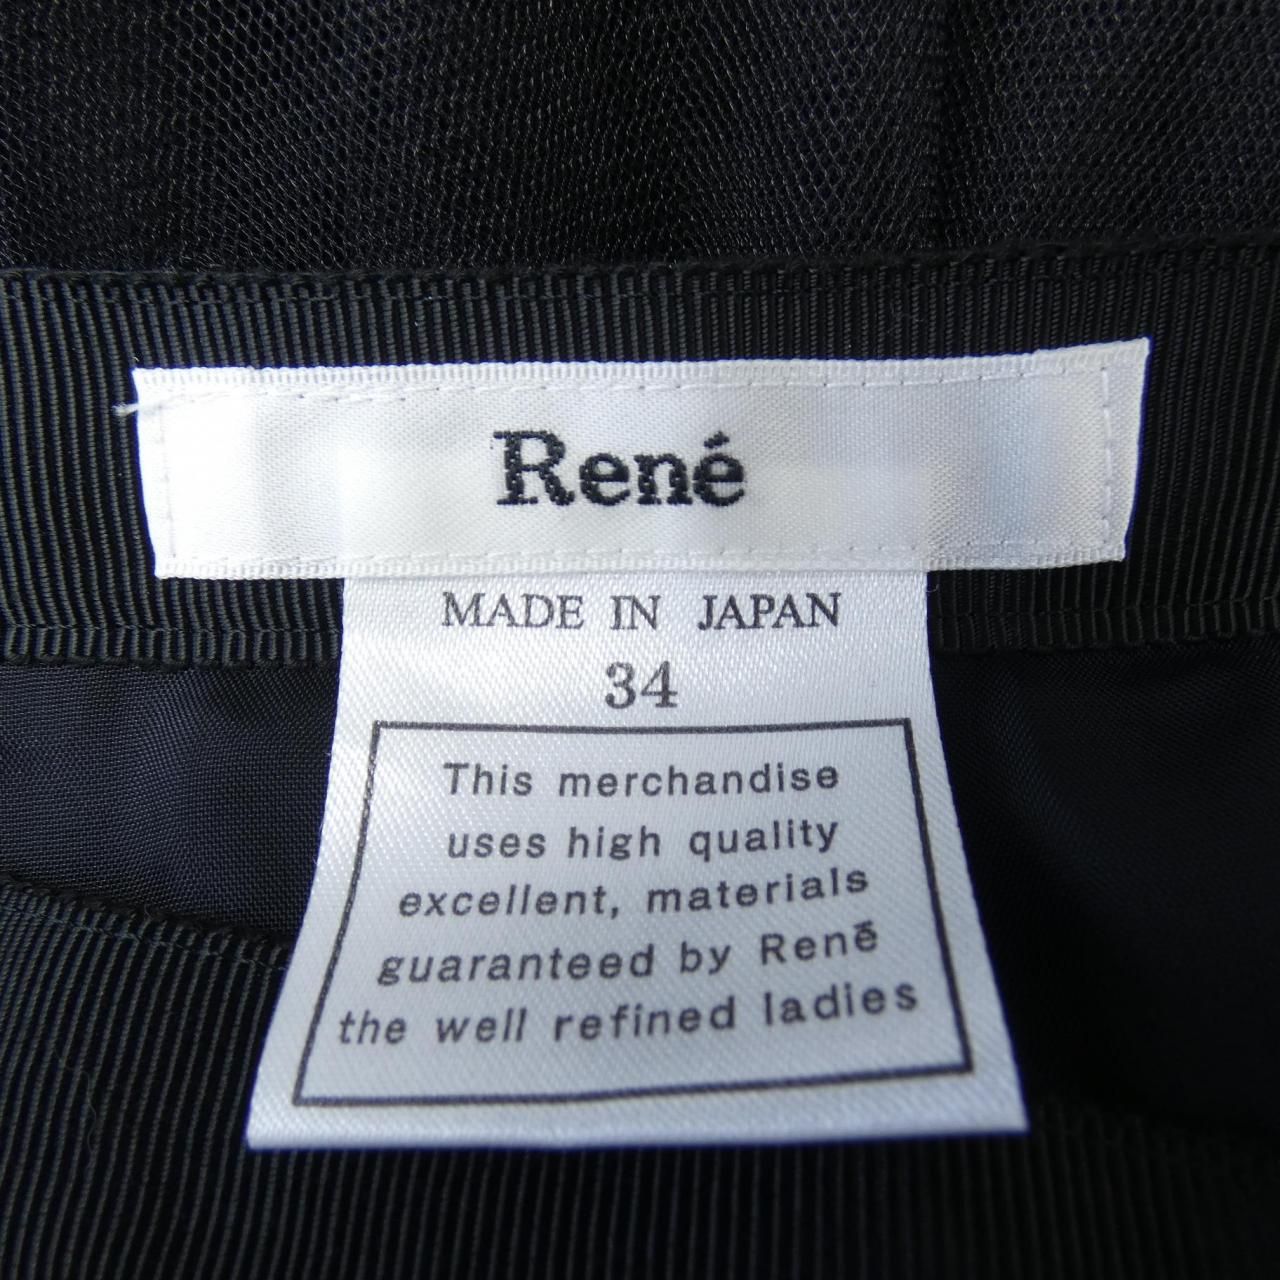 René
MADE IN JAPAN
34
This merchandise
uses high quality
excellent, materials
guaranteed by René
the well refined ladies